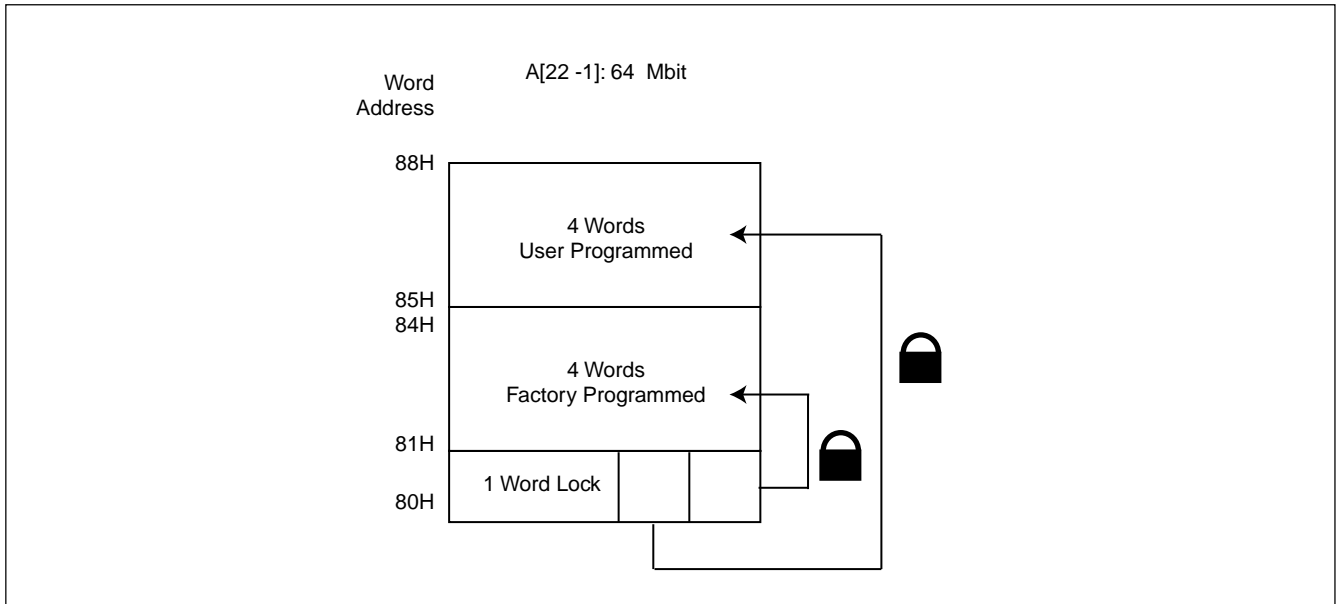 A[22 -1]: 64 Mbit
Word
Address
88H
4 Words
User Programmed
85H
84H
4 Words
Factory Programmed
81H
1 Word Lock
80H